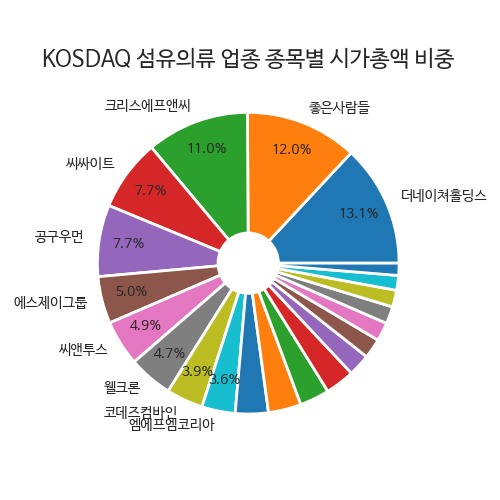 KOSDAQ 섬유의류 업종 종목별 시가총액 비중
크리스에프앤씨
좋은사람들
11.0%
12.0%
씨싸이트
7.7%
더네이쳐홀딩스
13.1%
공구우먼
7.7%
에스제이그룹
5.0%
씨앤투스
4.9%
웰크론
4.7%
코데즈컴바인
3.9%
엠에프엠코리아
3.6%